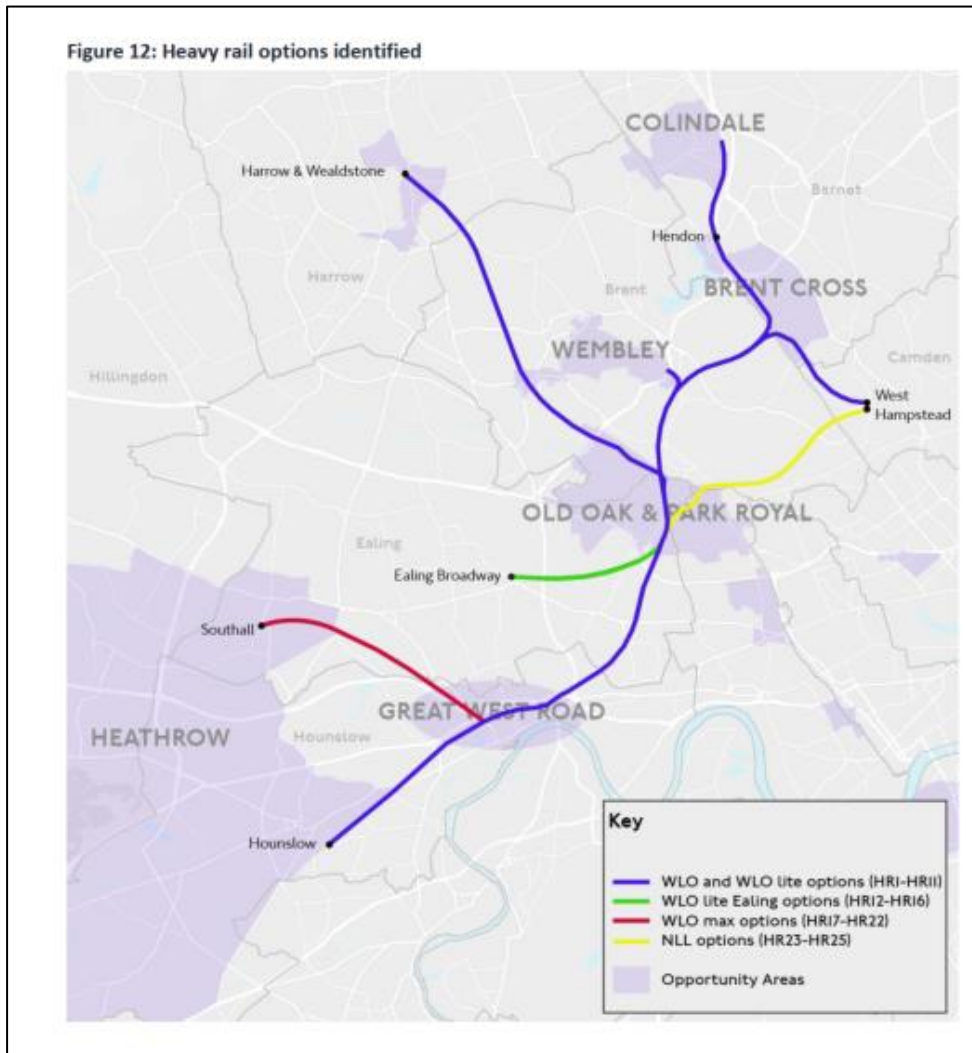 Figure 12: Heavy rail options identified
COLINDALE
Harrow & Wealdstone
Barnet
Hendon
Harrow
Brent
BRENT CROSS
WEMBLEY
Camden
Hillingdon
West
Hampstead
OLD OAK & PARK ROYAL
Ealing
Ealing Broadway
Southall
GREAT WEST ROAD
HEATHROW
Hounslow
Hounslow
Key
WLO and WLO lite options (HR1-HR11)
WLO lite Ealing options (HR12-HR16)
WLO max options (HR17-HR22)
NLL options (HR23-HR25)
Opportunity Areas